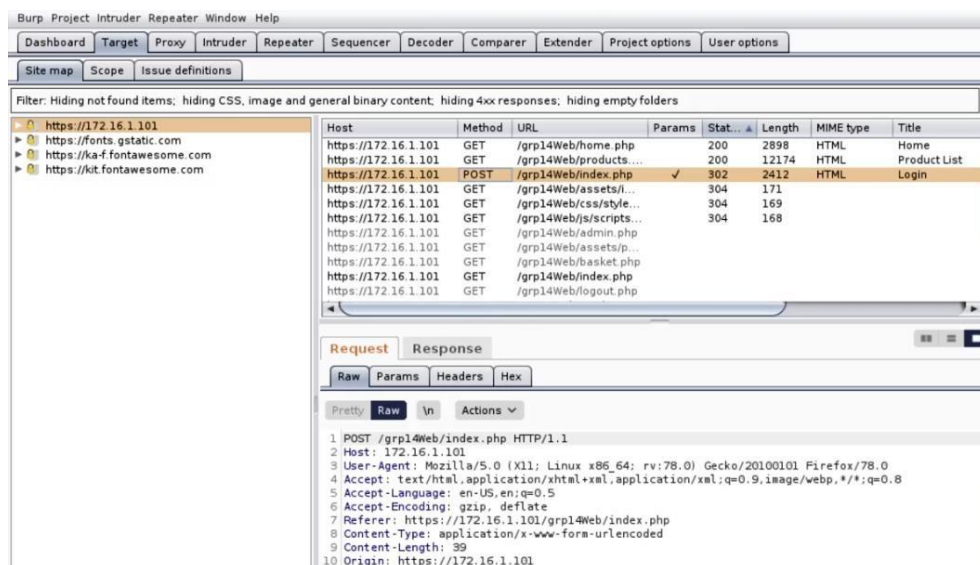 Burp Project Intruder Repeater Window Help
Dashboard Target Proxy Intruder Repeater Sequencer Decoder Comparer Extender Project options User options
Site map Scope Issue definitions
Filter: Hiding not found items; hiding CSS, image and general binary content; hiding 4xx responses; hiding empty folders
https://172.16.1.101
https://fonts.gstatic.com
https://ka-f.fontawesome.com
https://kit.fontawesome.com
Host Method URL Params Stat... Length MIME type Title
https://172.16.1.101 GET /grp14Web/home.php 200 2898 HTML Home
https://172.16.1.101 GET /grp14Web/products.... 200 12174 HTML Product List
https://172.16.1.101 POST /grp14Web/index.php ✓ 302 2412 HTML Login
https://172.16.1.101 GET /grp14Web/assets/i... 304 171
https://172.16.1.101 GET /grp14Web/css/style... 304 169
https://172.16.1.101 GET /grp14Web/js/scripts... 304 168
https://172.16.1.101 GET /grp14Web/admin.php
https://172.16.1.101 GET /grp14Web/assets/p...
https://172.16.1.101 GET /grp14Web/basket.php
https://172.16.1.101 GET /grp14Web/index.php
https://172.16.1.101 GET /grp14Web/logout.php
Request Response
Raw Params Headers Hex
Pretty Raw \n Actions
1 POST /grp14Web/index.php HTTP/1.1
2 Host: 172.16.1.101
3 User-Agent: Mozilla/5.0 (X11; Linux x86_64; rv:78.0) Gecko/20100101 Firefox/78.0
4 Accept: text/html,application/xhtml+xml,application/xml;q=0.9,image/webp,*/*;q=0.8
5 Accept-Language: en-US,en;q=0.5
6 Accept-Encoding: gzip, deflate
7 Referer: https://172.16.1.101/grp14Web/index.php
8 Content-Type: application/x-www-form-urlencoded
9 Content-Length: 39
10 Origin: https://172.16.1.101